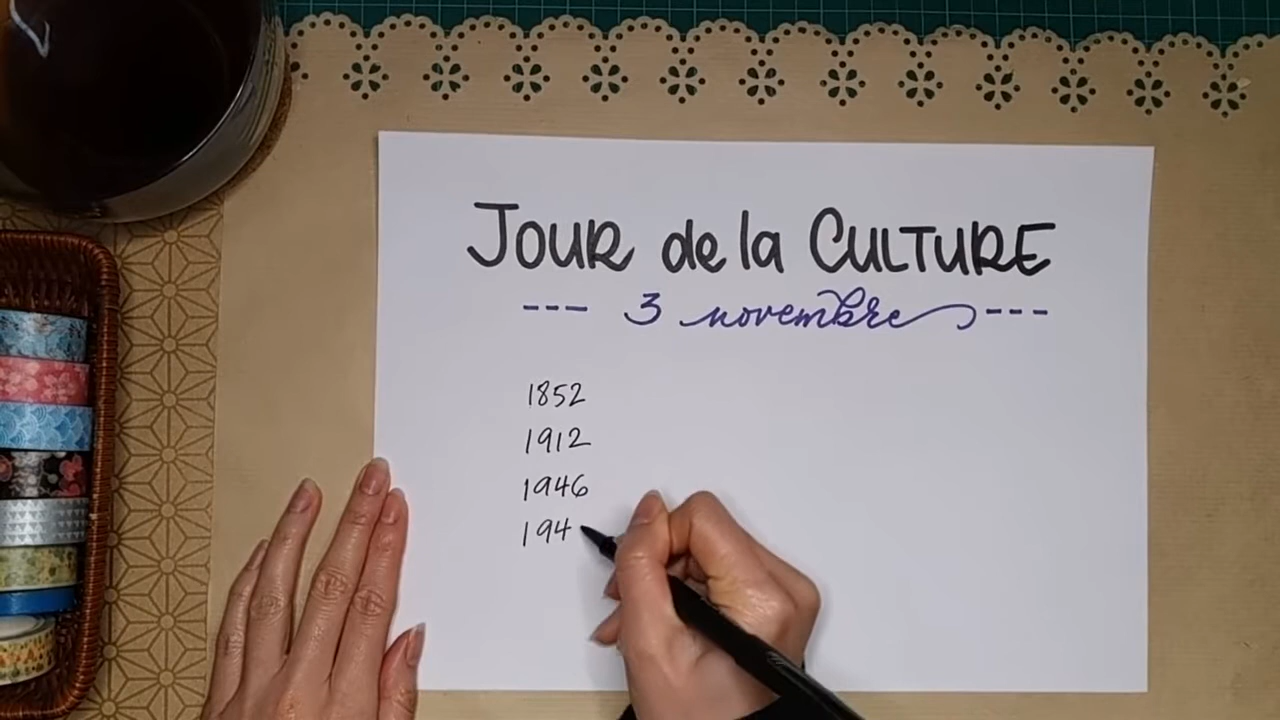 JOUR de la CULTURE
--- 3 novembre ---
1852
1912
1946
194